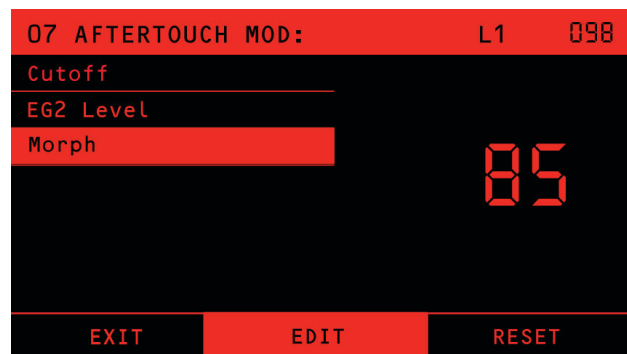 07 AFTERTOUCH MOD: L1 098
Cutoff
EG2 Level
Morph
85
EXIT EDIT RESET